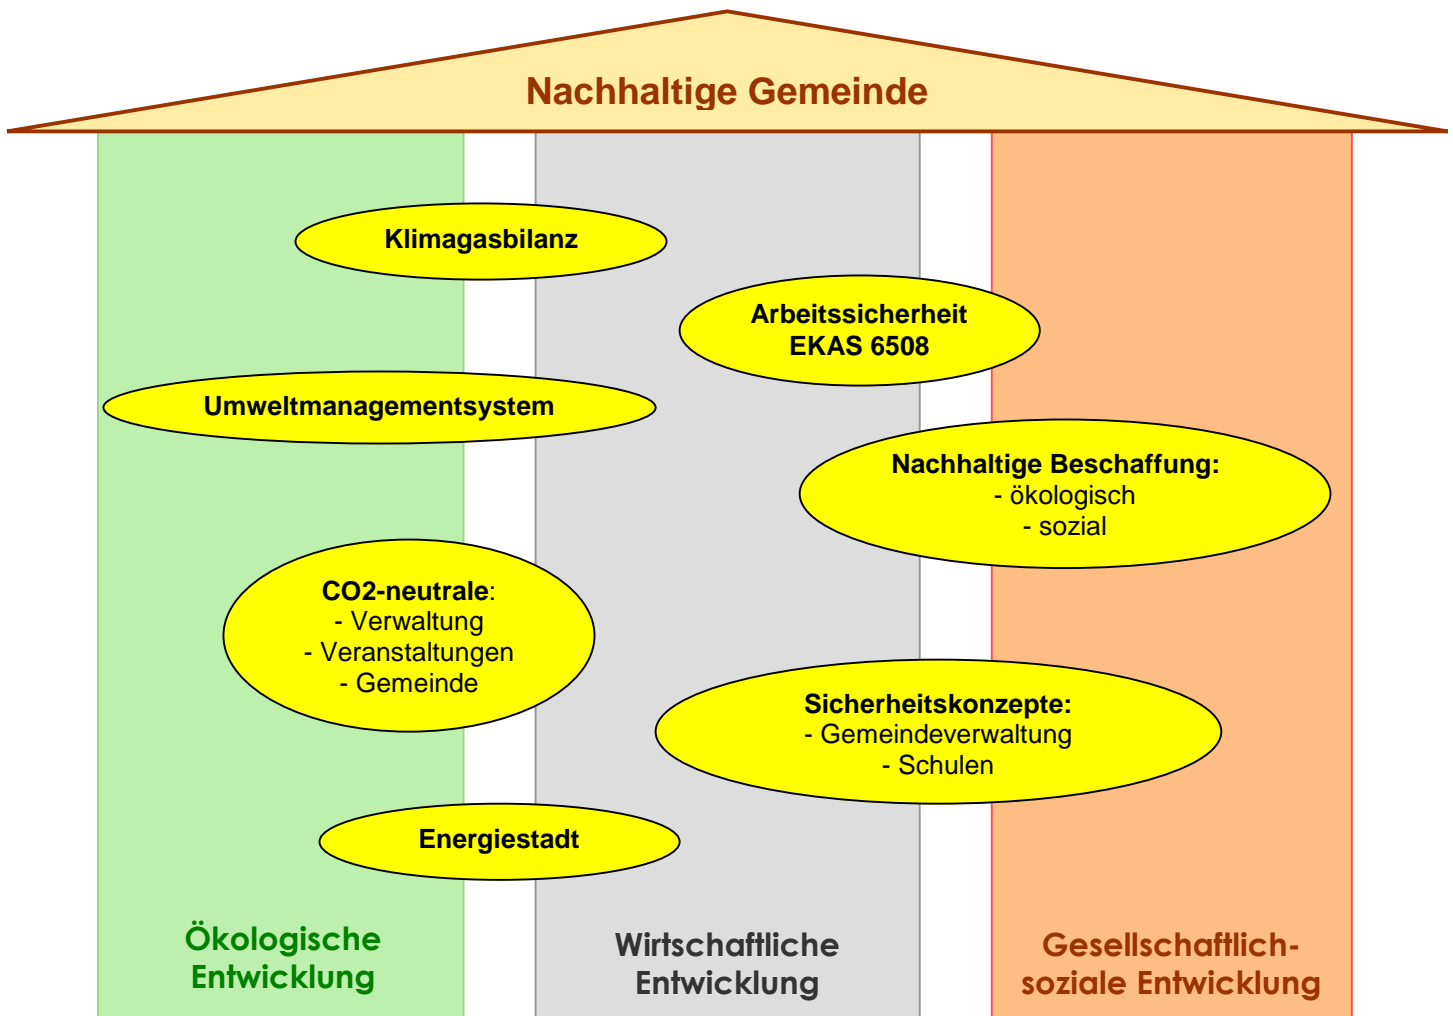 Nachhaltige Gemeinde
Klimagasbilanz
Arbeitssicherheit
EKAS 6508
Umweltmanagementsystem
Nachhaltige Beschaffung:
- ökologisch
- sozial
CO2-neutrale:
- Verwaltung
- Veranstaltungen
- Gemeinde
Sicherheitskonzepte:
- Gemeindeverwaltung
- Schulen
Energiestadt
Ökologische
Entwicklung
Wirtschaftliche
Entwicklung
Gesellschaftlich-
soziale Entwicklung